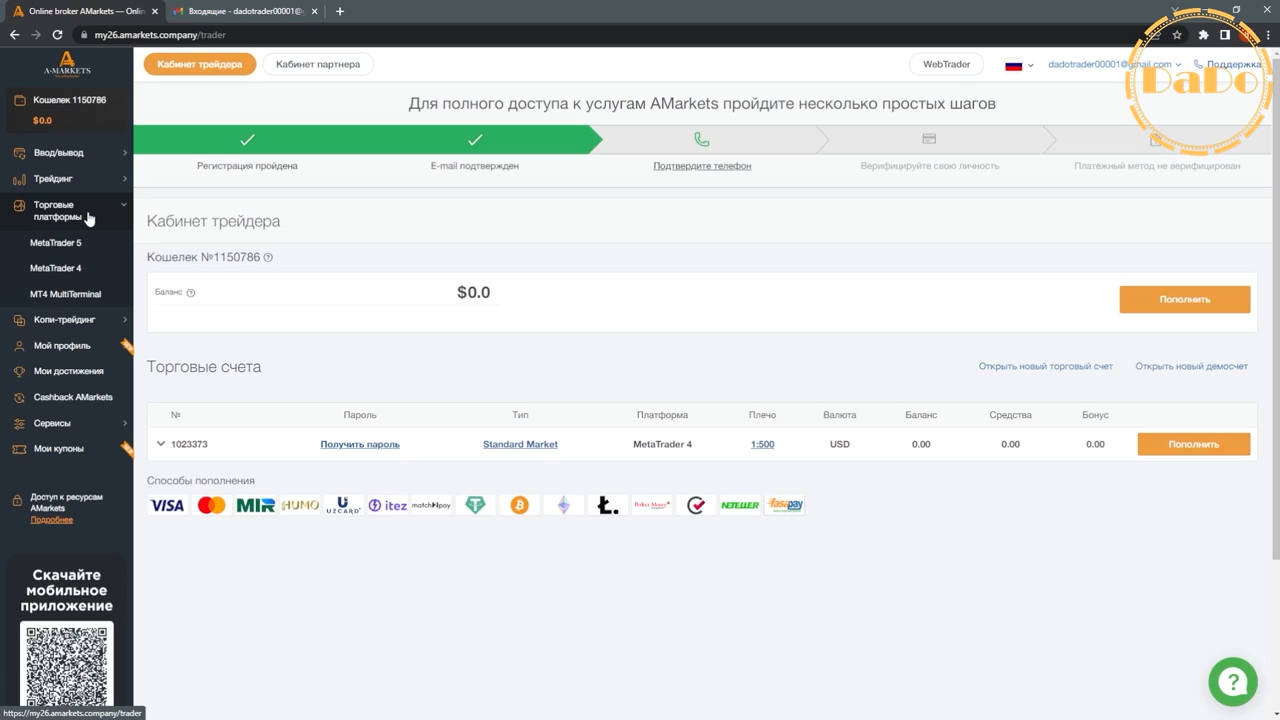 Online broker AMarkets — Onlin
Входящие - dadotrader00001@g
my26.amarkets.company/trader
A-MARKETS
Кошелек 1150786
$0.0
Ввод/вывод
Трейдинг
Торговые
платформы
MetaTrader 5
MetaTrader 4
MT4 MultiTerminal
Копи-трейдинг
Мой профиль
Мои достижения
Cashback AMarkets
Сервисы
Мои купоны
Доступ к ресурсам
AMarkets
Подробнее
Скачайте
мобильное
приложение
https://my26.amarkets.company/trader
Кабинет трейдера
Кабинет партнера
WebTrader
dadotrader00001@gmail.com
Поддержка
DaDo
Для полного доступа к услугам AMarkets пройдите несколько простых шагов
Регистрация пройдена
E-mail подтвержден
Подтвердите телефон
Верифицируйте свою личность
Платежный метод не верифицирован
Кабинет трейдера
Кошелек №1150786
Баланс
$0.0
Пополнить
Торговые счета
Открыть новый торговый счет
Открыть новый демосчет
№ Пароль Тип Платформа Плечо Валюта Баланс Средства Бонус
1023373 Получить пароль Standard Market MetaTrader 4 1:500 USD 0.00 0.00 0.00 Пополнить
Способы пополнения
VISA MIR HUMO UZCARD itez match2pay Perfect Money NETELLER fasapay